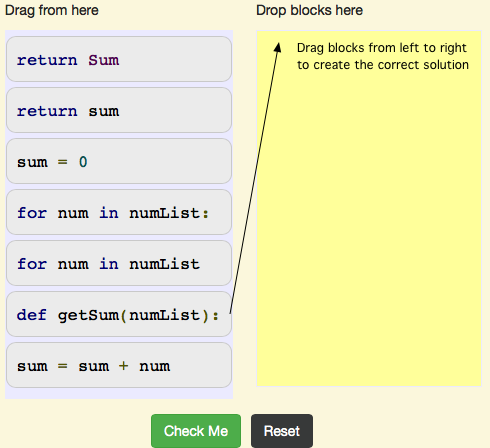 Drag from here
Drop blocks here
return Sum
return sum
sum = 0
for num in numList:
for num in numList
def getSum(numList):
sum = sum + num
Drag blocks from left to right
to create the correct solution
Check Me
Reset